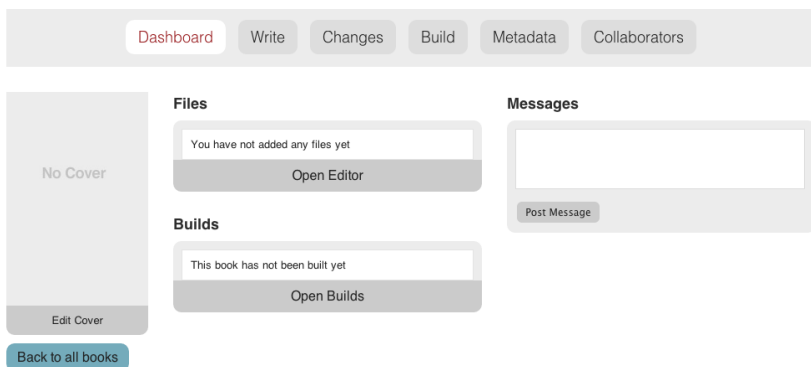 Dashboard Write Changes Build Metadata Collaborators
No Cover
Edit Cover
Back to all books
Files
You have not added any files yet
Open Editor
Builds
This book has not been built yet
Open Builds
Messages
Post Message